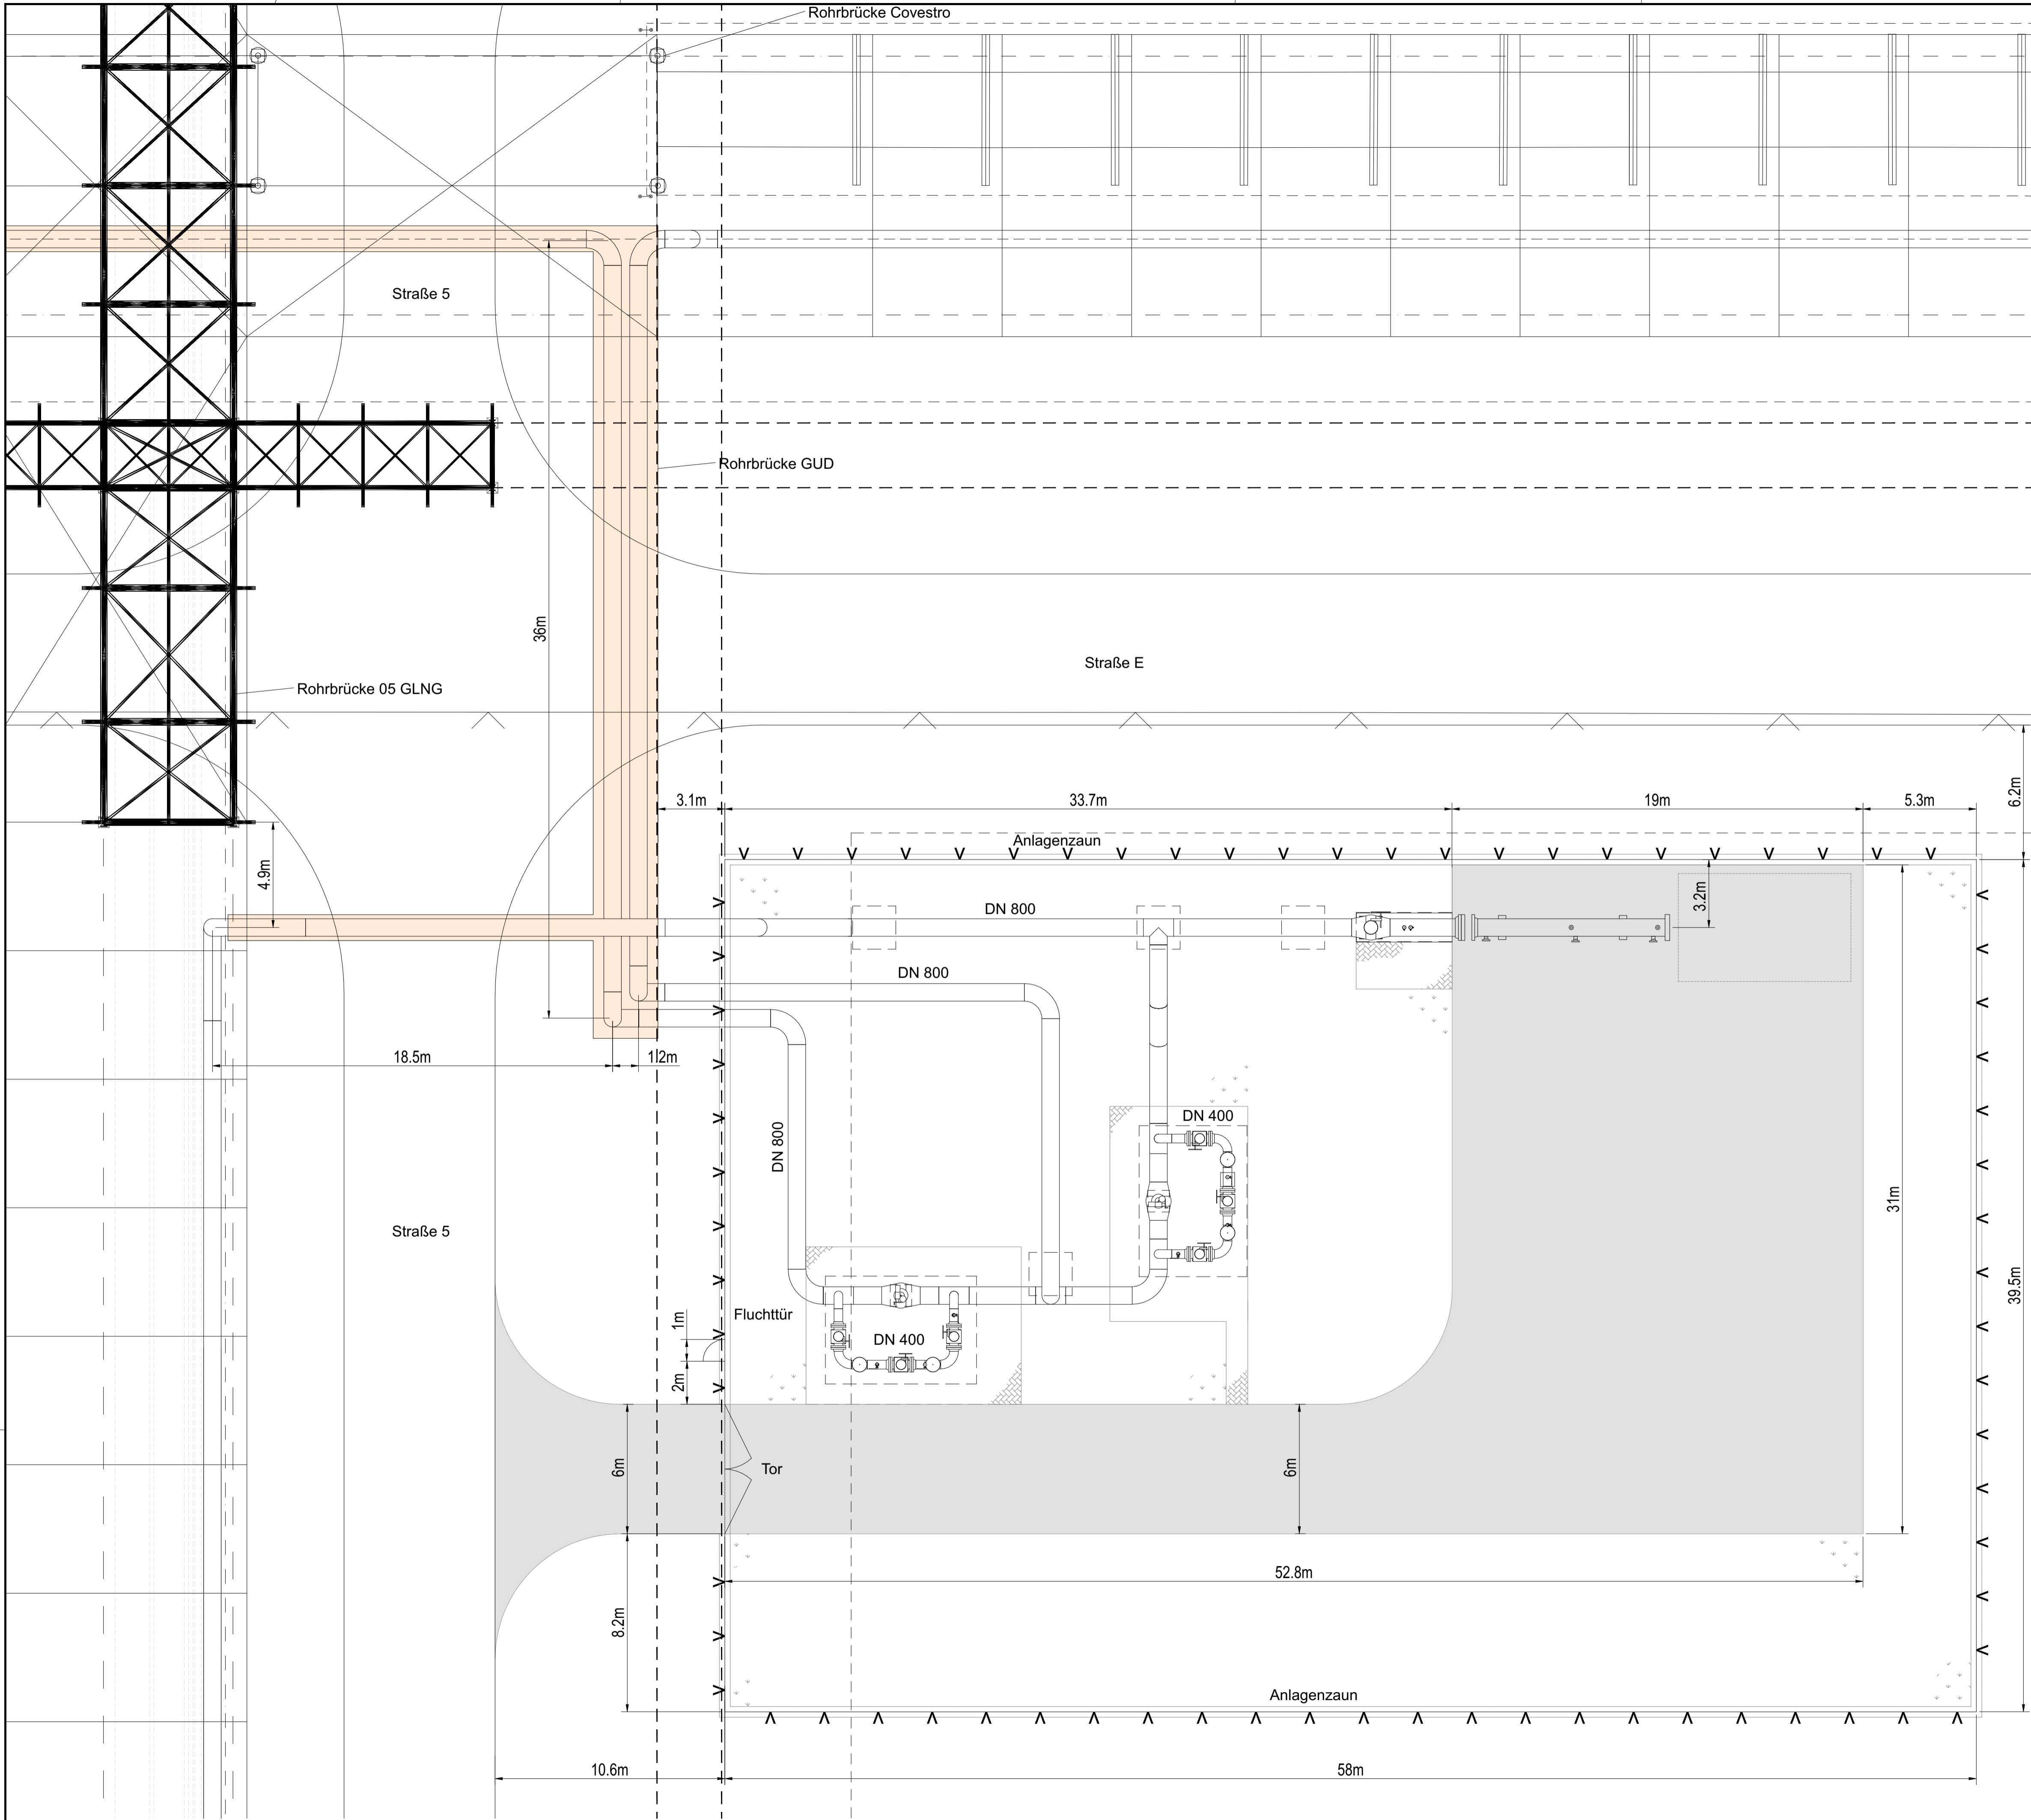 Rohrbrücke Covestro
Straße 5
Rohrbrücke GUD
36m
Straße E
Rohrbrücke 05 GLNG
6.2m
3.1m
33.7m
19m
5.3m
Anlagenzaun
4.9m
3.2m
DN 800
DN 800
18.5m
1.2m
DN 400
DN 800
31m
Straße 5
39.5m
Fluchttür
1m
DN 400
2m
6m
Tor
6m
52.8m
8.2m
Anlagenzaun
10.6m
58m